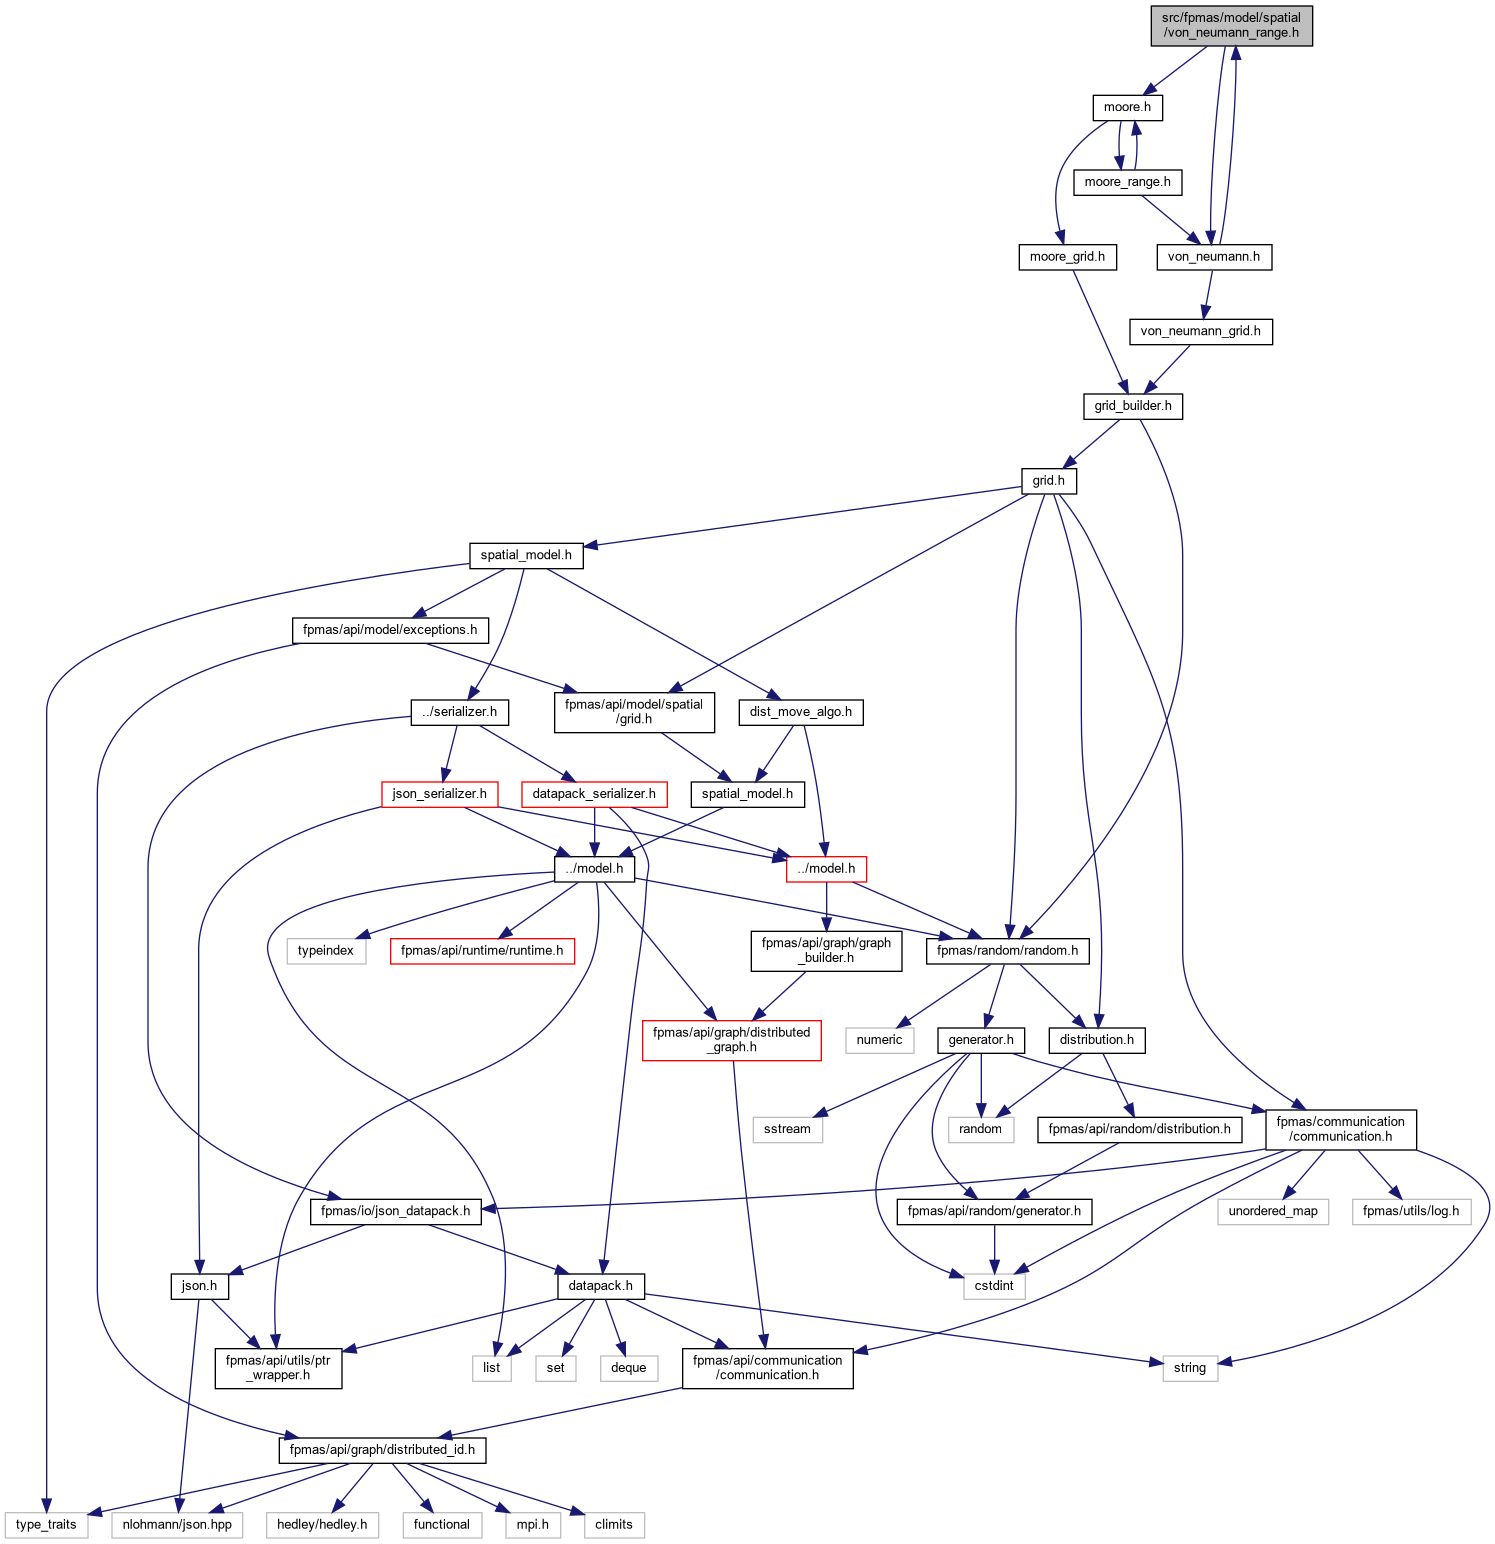 src/fpmas/model/spatial
/von_neumann_range.h
moore.h
moore_range.h
moore_grid.h
von_neumann.h
von_neumann_grid.h
grid_builder.h
grid.h
spatial_model.h
fpmas/api/model/exceptions.h
../serializer.h
fpmas/api/model/spatial
/grid.h
dist_move_algo.h
json_serializer.h
datapack_serializer.h
spatial_model.h
../model.h
../model.h
typeindex
fpmas/api/runtime/runtime.h
fpmas/api/graph/graph
_builder.h
fpmas/random/random.h
fpmas/api/graph/distributed
_graph.h
numeric
generator.h
distribution.h
sstream
random
fpmas/api/random/distribution.h
fpmas/communication
/communication.h
fpmas/io/json_datapack.h
fpmas/api/random/generator.h
unordered_map
fpmas/utils/log.h
json.h
datapack.h
cstdint
fpmas/api/utils/ptr
_wrapper.h
list
set
deque
fpmas/api/communication
/communication.h
string
fpmas/api/graph/distributed_id.h
type_traits
nlohmann/json.hpp
hedley/hedley.h
functional
mpi.h
climits